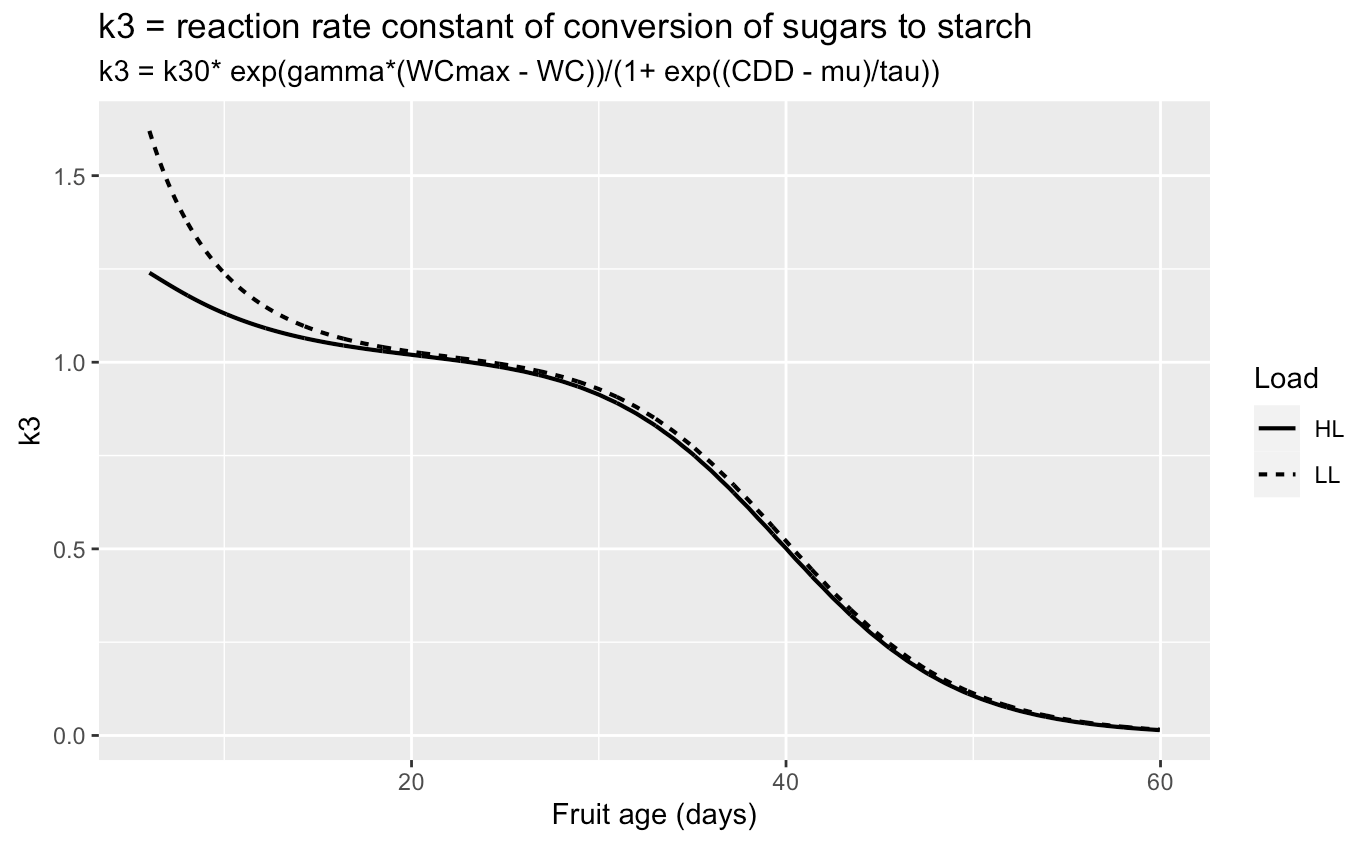 k3 = reaction rate constant of conversion of sugars to starch
k3 = k30* exp(gamma*(WCmax - WC))/(1+ exp((CDD - mu)/tau))
1.5
1.0
0.5
0.0
k3
20
40
60
Fruit age (days)
Load
HL
LL